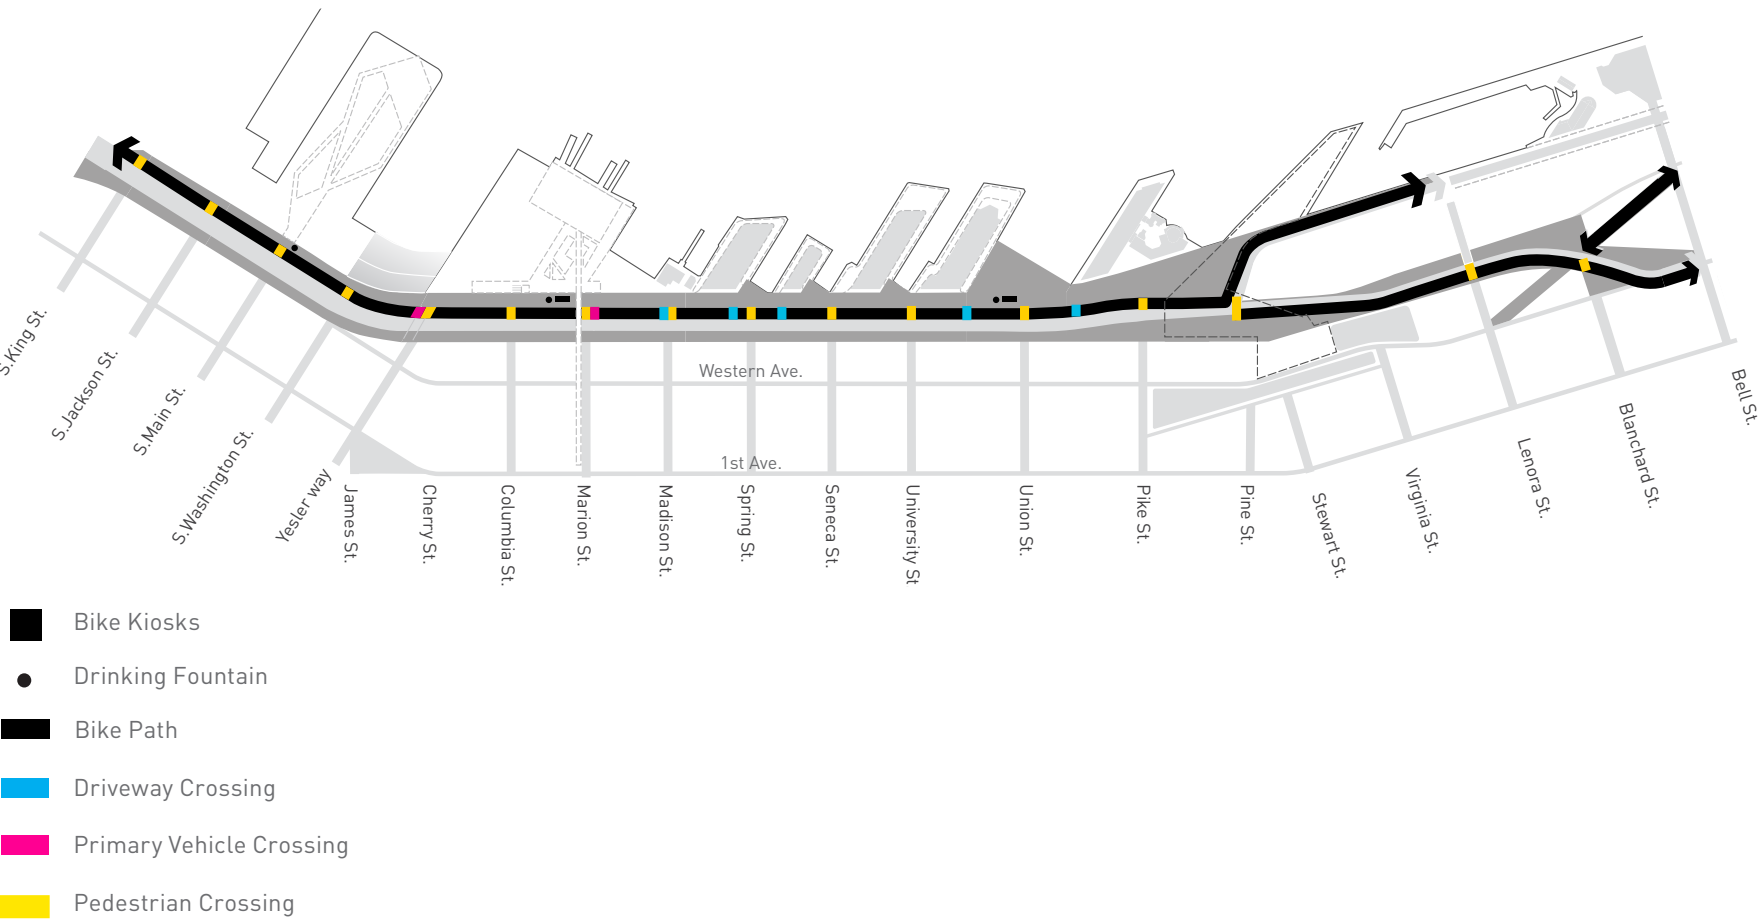 Western Ave.
1st Ave.
S.King St.
S.Jackson St.
S.Main St.
S.Washington St.
Yesler way
James St.
Cherry St.
Columbia St.
Marion St.
Madison St.
Spring St.
Seneca St.
University St
Union St.
Pike St.
Pine St.
Stewart St.
Virginia St.
Lenora St.
Blanchard St.
Bell St.
Bike Kiosks
Drinking Fountain
Bike Path
Driveway Crossing
Primary Vehicle Crossing
Pedestrian Crossing